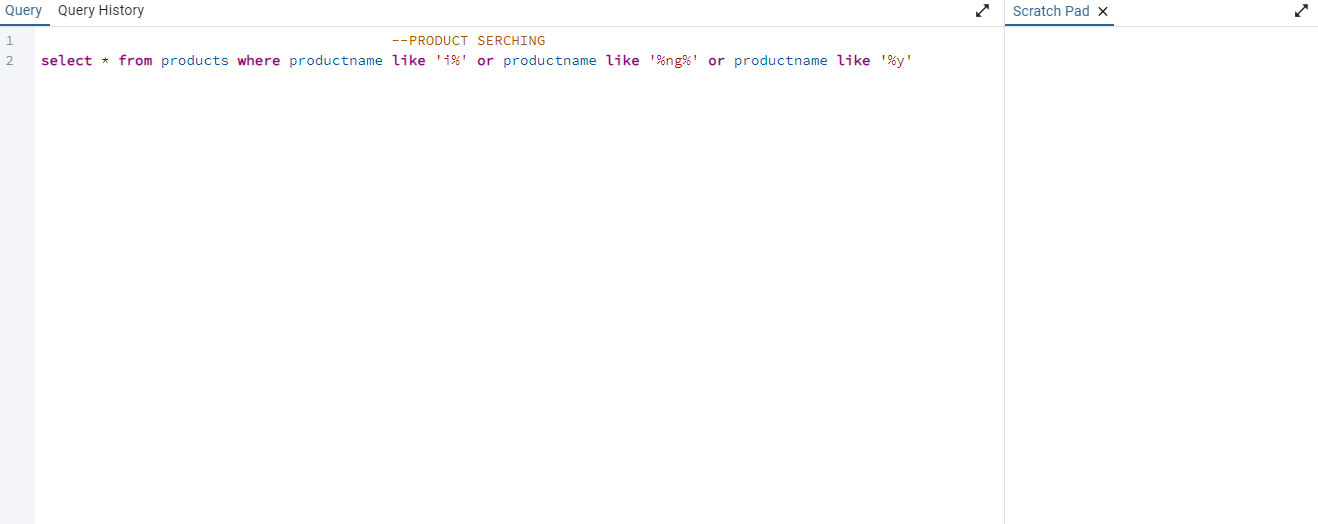 Query Query History Scratch Pad
1 --PRODUCT SERCHING
2 select * from products where productname like 'i%' or productname like '%ng%' or productname like '%y'